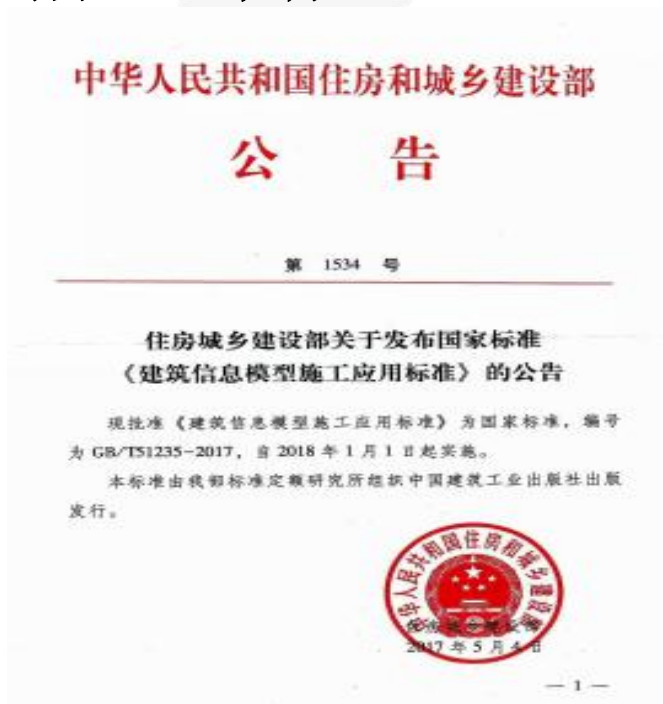 中华人民共和国住房和城乡建设部
公 告
第 1534 号
住房城乡建设部关于发布国家标准
《建筑信息模型施工应用标准》的公告
现批准《建筑信息模型施工应用标准》为国家标准，编号
为 GB/T51235-2017，自 2018 年 1 月 1 日起实施。
本标准由我部标准定额研究所组织中国建筑工业出版社出版
发行。
中华人民共和国住房和城乡建设部
住房城乡建设部
2017 年 5 月 4 日
— 1 —